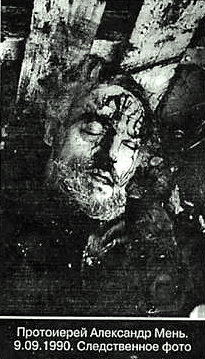 Протоиерей Александр Мень.
9.09.1990. Следственное фото